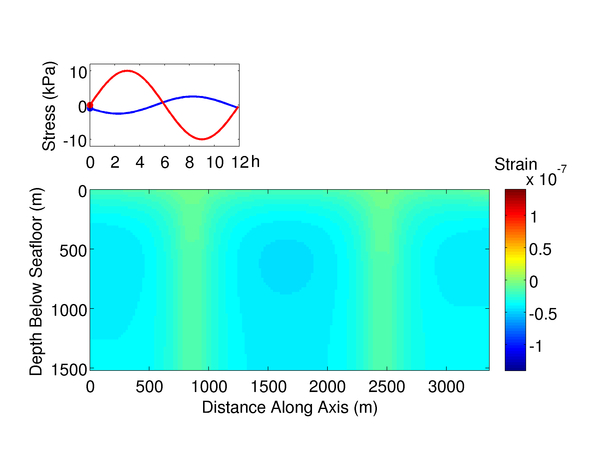 Stress (kPa)
10
0
-10
0 2 4 6 8 10 12 h
Strain
x 10 -7
Depth Below Seafloor (m)
0
500
1000
1500
1
0.5
0
-0.5
-1
0 500 1000 1500 2000 2500 3000
Distance Along Axis (m)